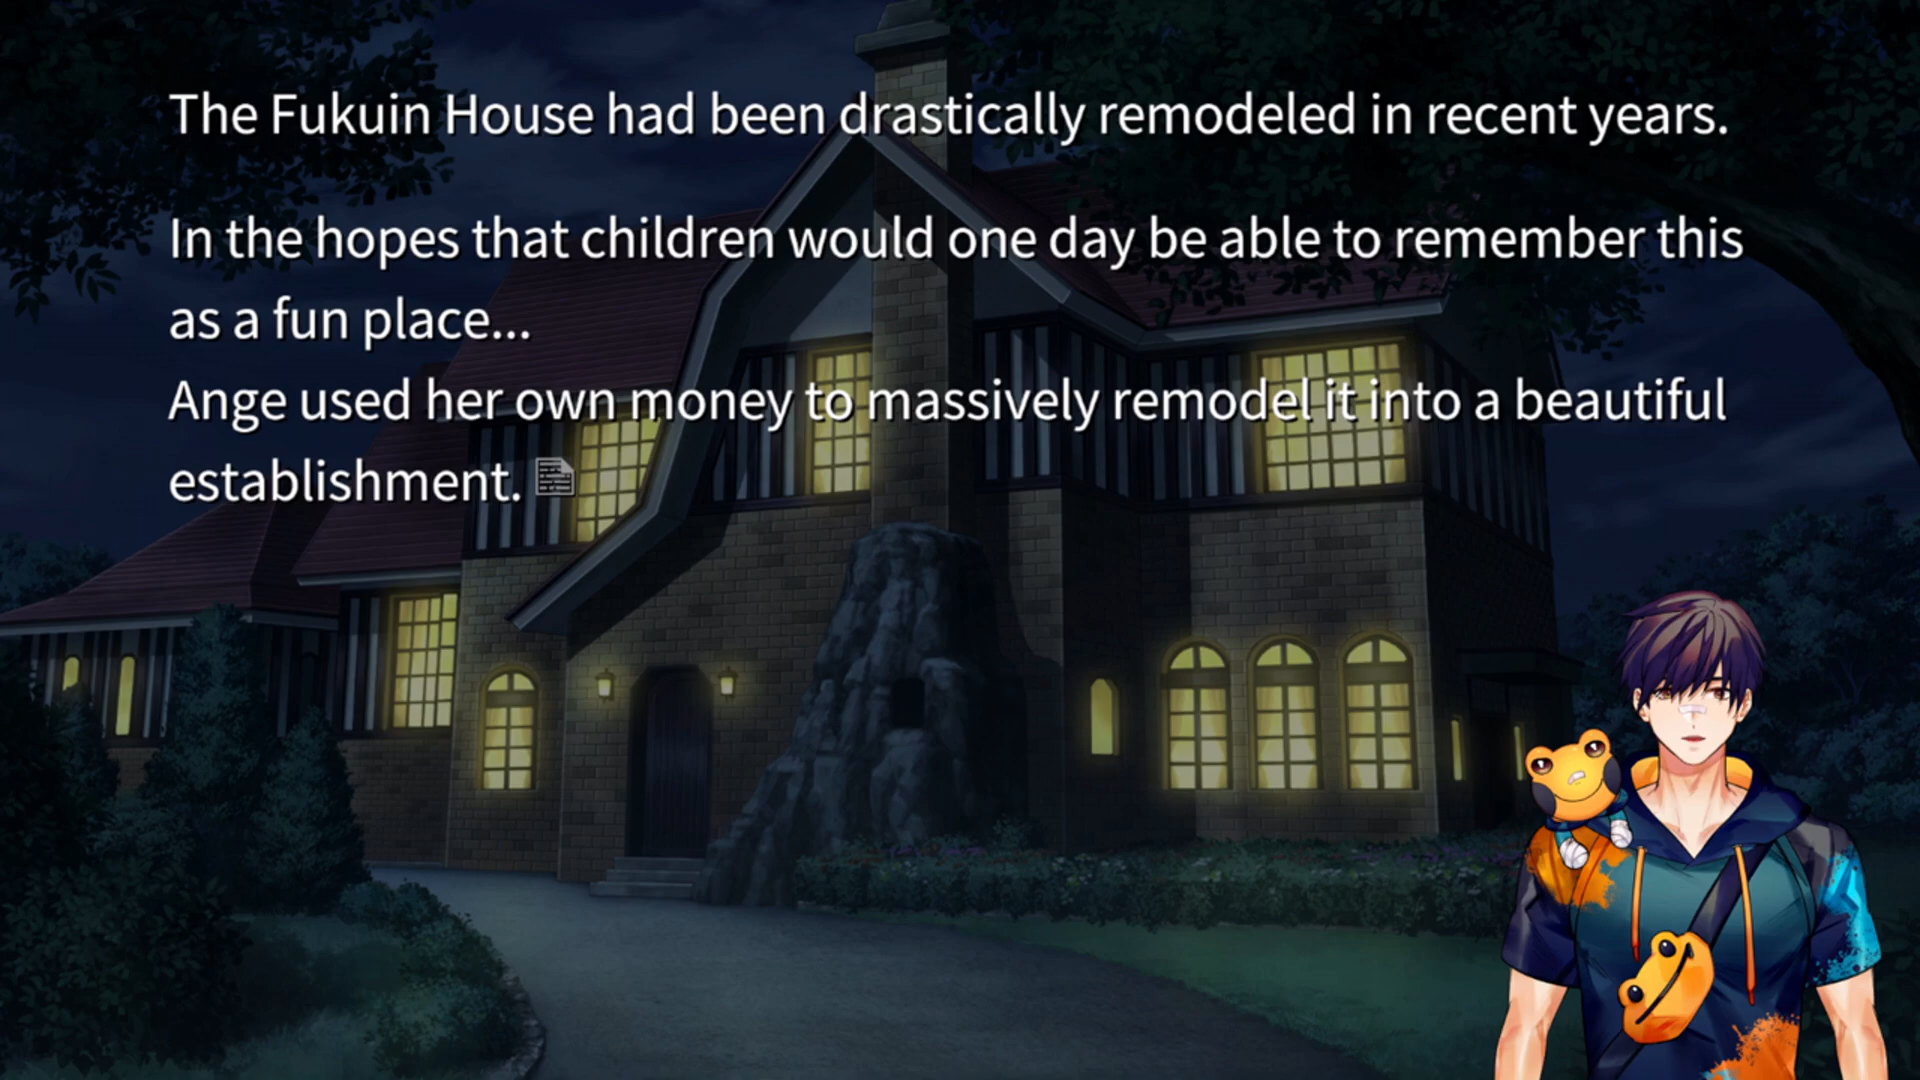 The Fukuin House had been drastically remodeled in recent years.
In the hopes that children would one day be able to remember this
as a fun place...
Ange used her own money to massively remodel it into a beautiful
establishment.